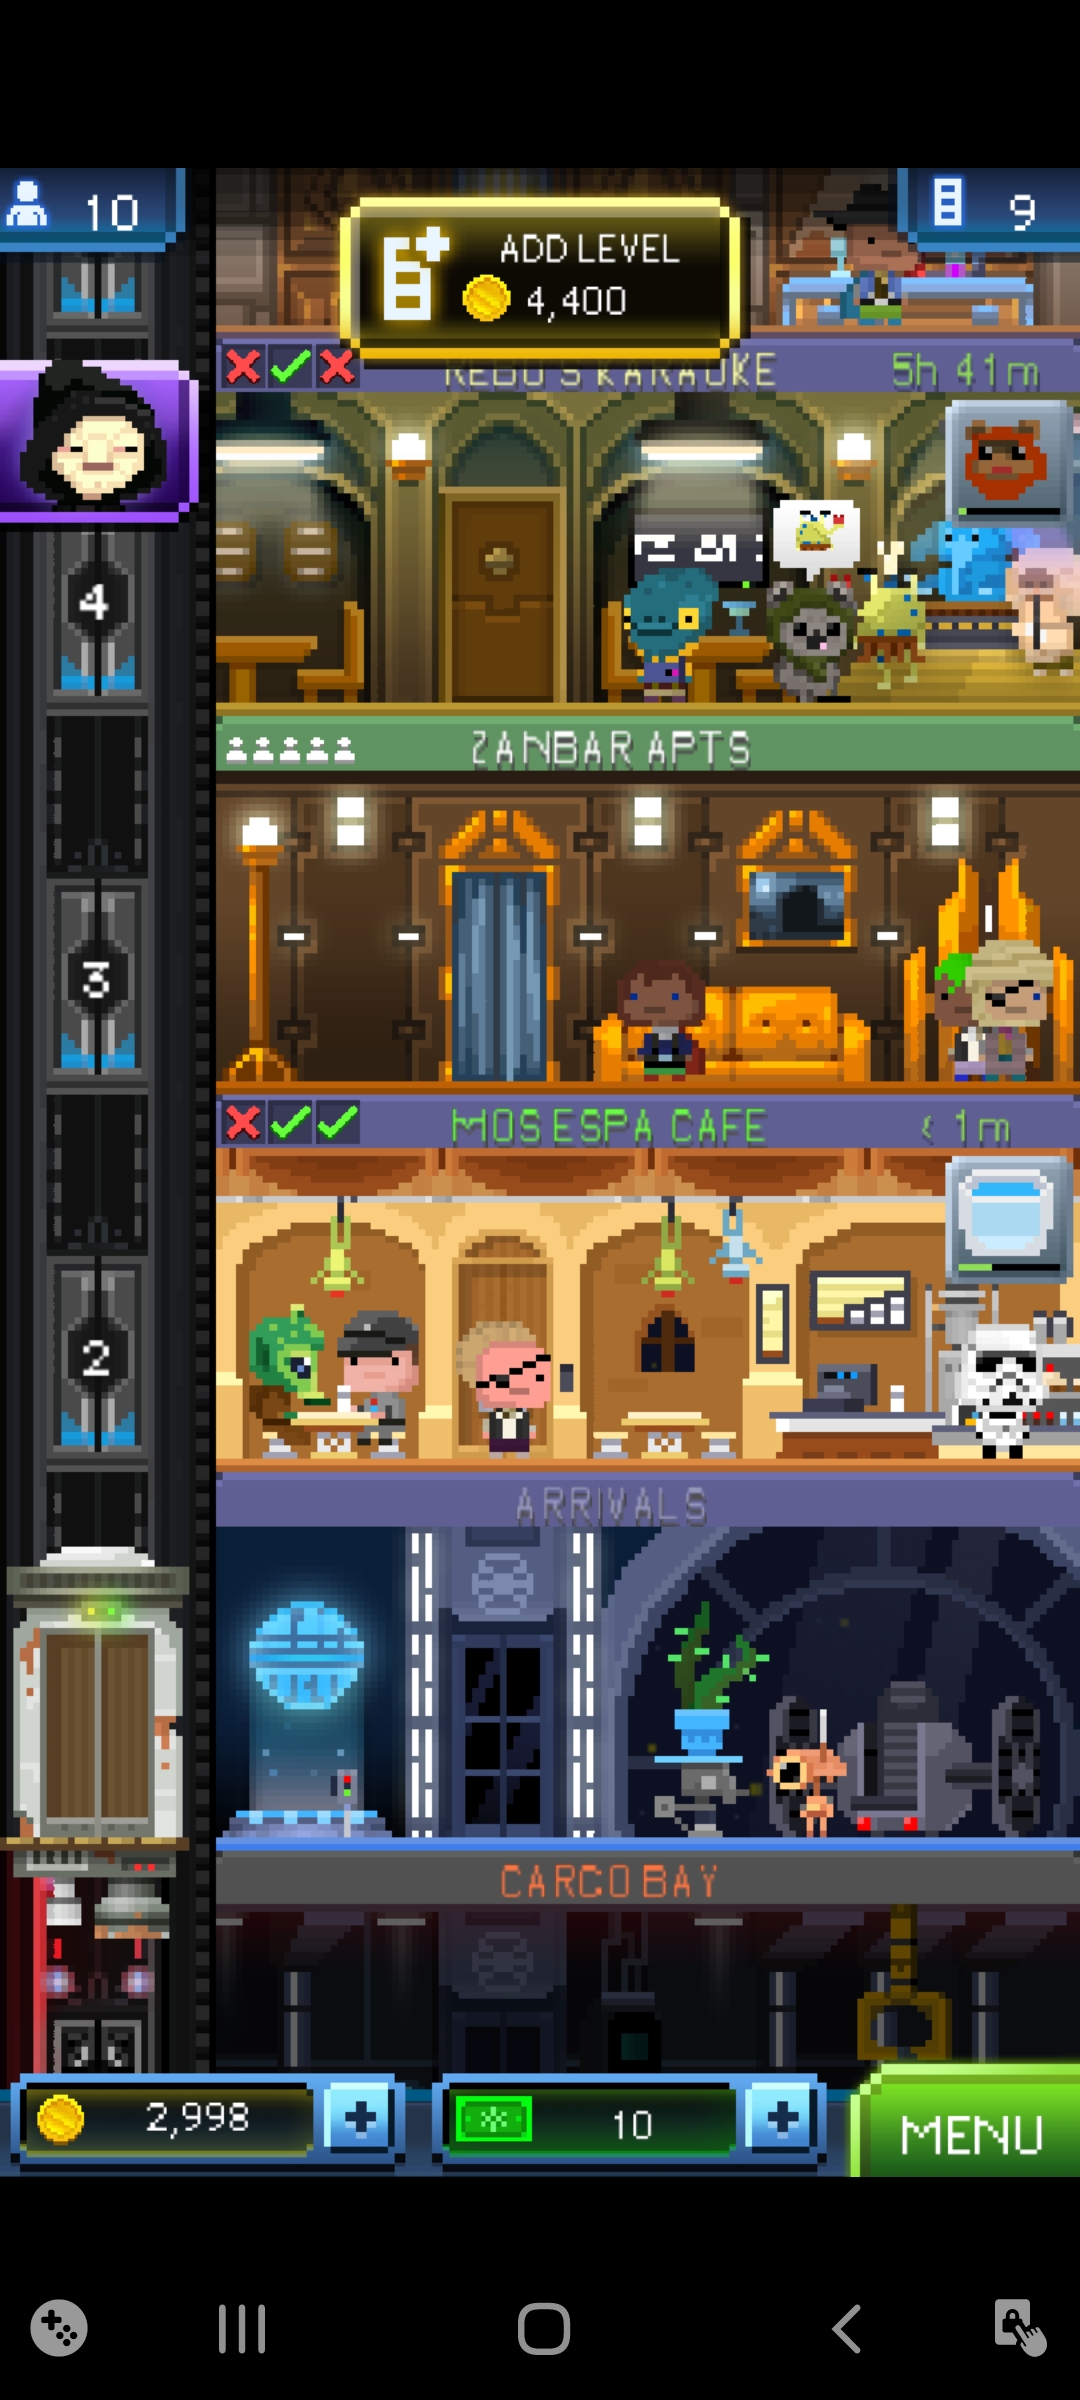 10
ADD LEVEL
4,400
9
REBO'S KARAOKE 5h 41m
4
ZANBAR APTS
3
MOS ESPA CAFE < 1m
2
ARRIVALS
CARGO BAY
2,998 +
10 +
MENU